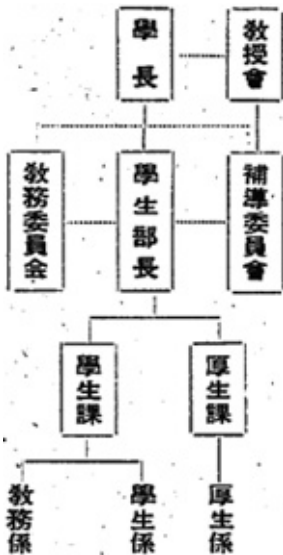 學長
教授會
教務委員会
學生部長
補導委員會
學生課
厚生課
教務係
學生係
厚生係